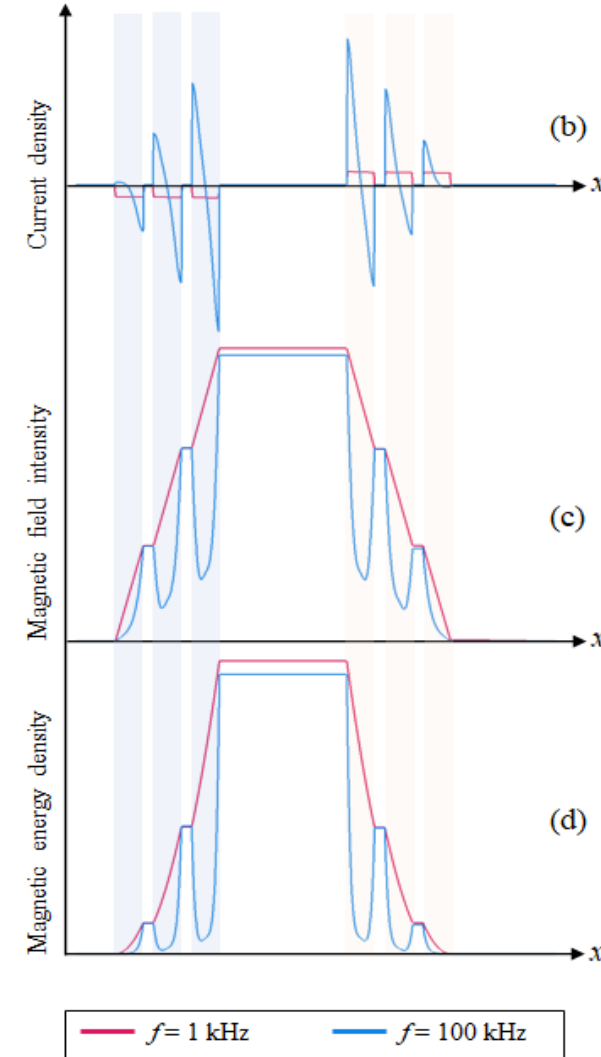 Current density
(b)
x
Magnetic field intensity
(c)
x
Magnetic energy density
(d)
x
f = 1 kHz
f = 100 kHz